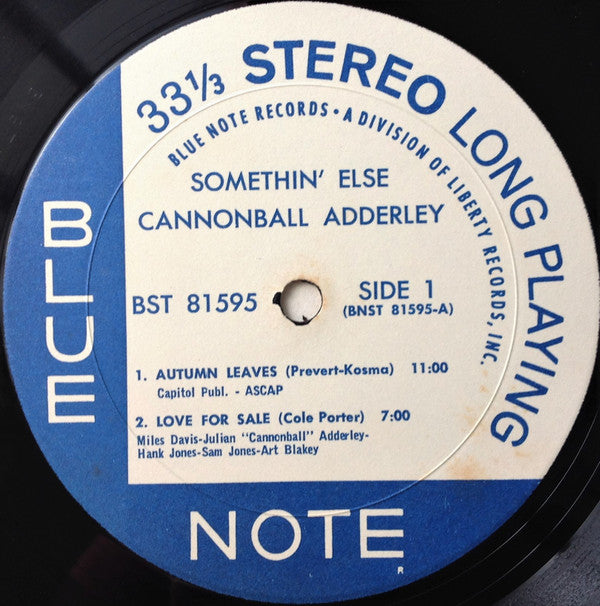 33⅓ STEREO LONG PLAYING
BLUE NOTE RECORDS • A DIVISION OF LIBERTY RECORDS, INC.
SOMETHIN' ELSE
CANNONBALL ADDERLEY
BLUE
BST 81595
SIDE 1
(BNST 81595-A)
1. AUTUMN LEAVES (Prevert-Kosma) 11:00
Capitol Publ. - ASCAP
2. LOVE FOR SALE (Cole Porter) 7:00
Miles Davis-Julian "Cannonball" Adderley-
Hank Jones-Sam Jones-Art Blakey
NOTE
R